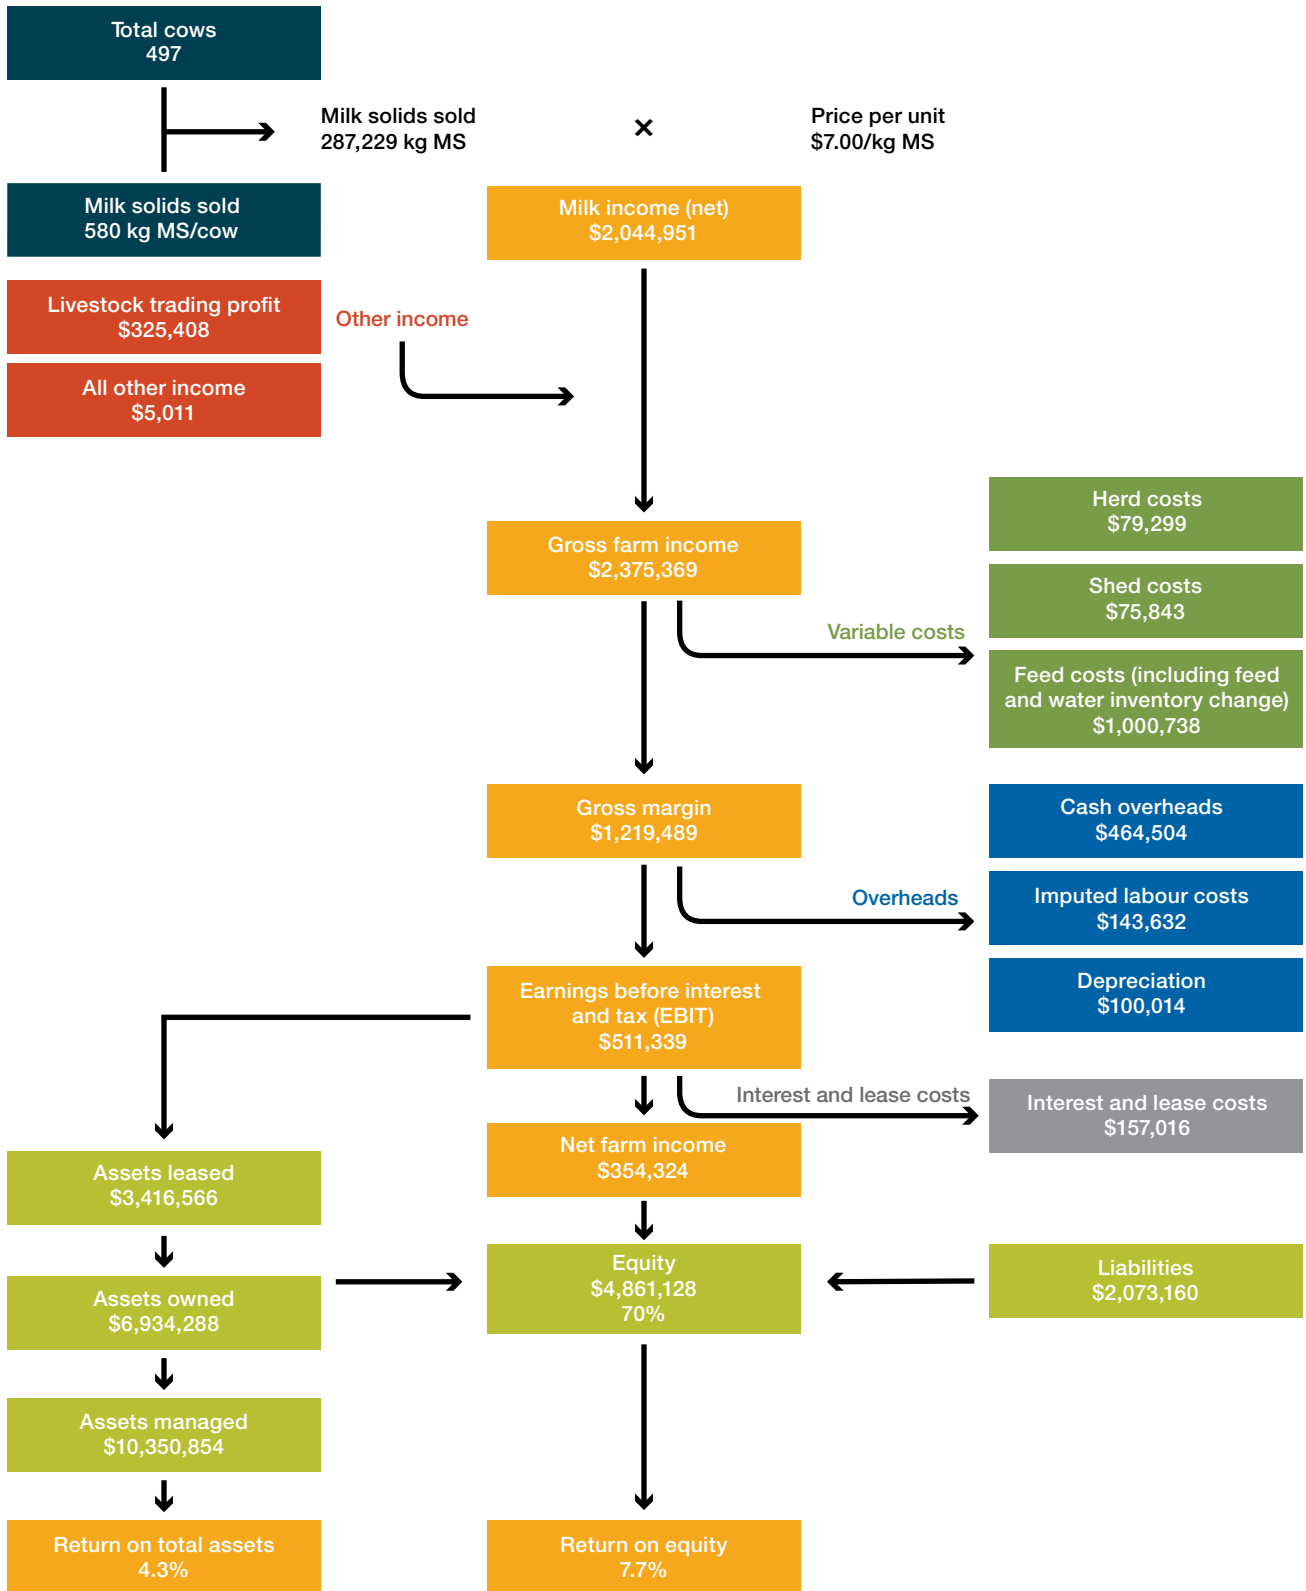 Total cows
497
Milk solids sold
287,229 kg MS
×
Price per unit
$7.00/kg MS
Milk solids sold
580 kg MS/cow
Milk income (net)
$2,044,951
Livestock trading profit
$325,408
Other income
All other income
$5,011
Herd costs
$79,299
Gross farm income
$2,375,369
Shed costs
$75,843
Variable costs
Feed costs (including feed
and water inventory change)
$1,000,738
Gross margin
$1,219,489
Cash overheads
$464,504
Overheads
Imputed labour costs
$143,632
Depreciation
$100,014
Earnings before interest
and tax (EBIT)
$511,339
Interest and lease costs
Interest and lease costs
$157,016
Net farm income
$354,324
Assets leased
$3,416,566
Equity
$4,861,128
70%
Liabilities
$2,073,160
Assets owned
$6,934,288
Assets managed
$10,350,854
Return on total assets
4.3%
Return on equity
7.7%